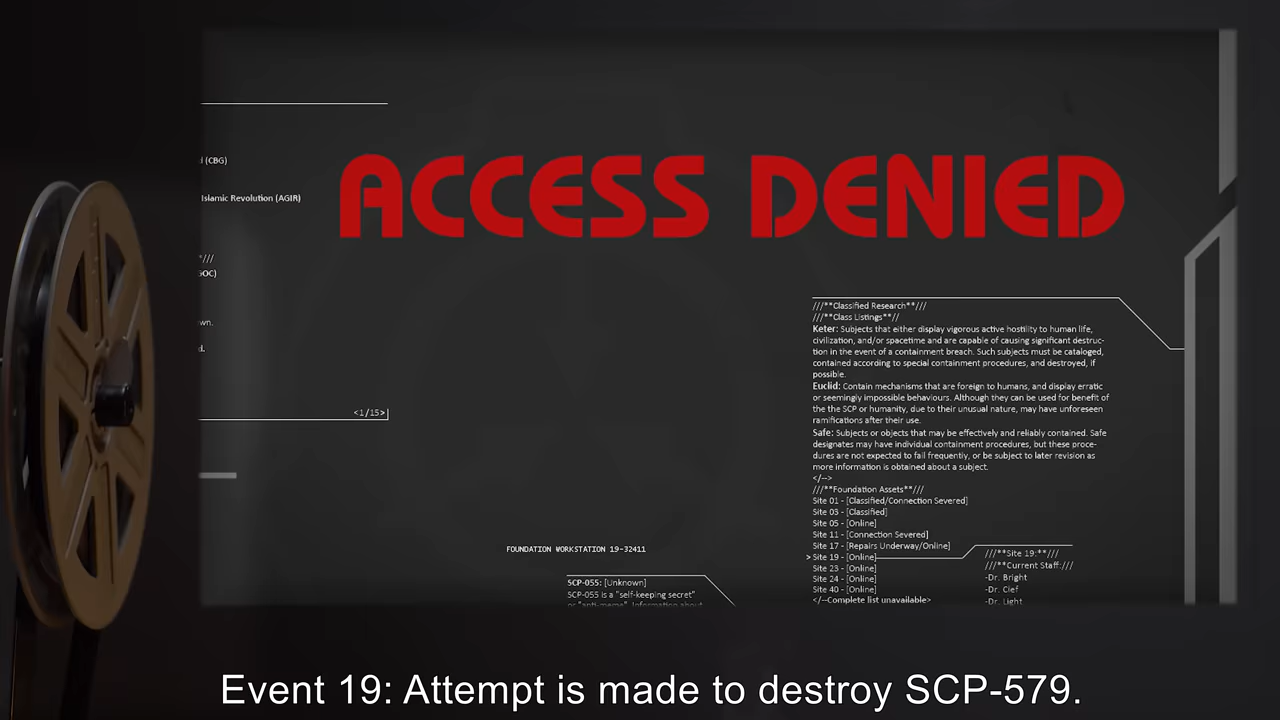 ACCESS DENIED
(CBG)
Islamic Revolution (AGIR)
*///
wn.
<1/15>
///**Classified Research**///
///**Class Listings**//
Keter: Subjects that either display vigorous active hostility to human life,
civilization, and/or spacetime and are capable of causing significant destruc-
tion in the event of a containment breach. Such subjects must be cataloged,
contained according to special containment procedures, and destroyed, if
possible.
Euclid: Contain mechanisms that are foreign to humans, and display erratic
or seemingly impossible behaviours. Although they can be used for benefit of
the the SCP or humanity, due to their unusual nature, may have unforeseen
ramifications after their use.
Safe: Subjects or objects that may be effectively and reliably contained. Safe
designates may have individual containment procedures, but these proce-
dures are not expected to fail frequently, or be subject to later revision as
more information is obtained about a subject.
</-->
///**Foundation Assets**///
Site 01 - [Classified/Connection Severed]
Site 03 - [Classified]
Site 05 - [Online]
Site 11 - [Connection Severed]
Site 17 - [Repairs Underway/Online]
>Site 19 - [Online]
Site 23 - [Online]
Site 24 - [Online]
Site 40 - [Online]
</--Complete list unavailable>
///**Site 19:**///
///**Current Staff:///
-Dr. Bright
-Dr. Clef
-Dr. Light
FOUNDATION WORKSTATION 19-32411
SCP-055: [Unknown]
SCP-055 is a "self-keeping secret"
or "anti-meme". Information about
Event 19: Attempt is made to destroy SCP-579.